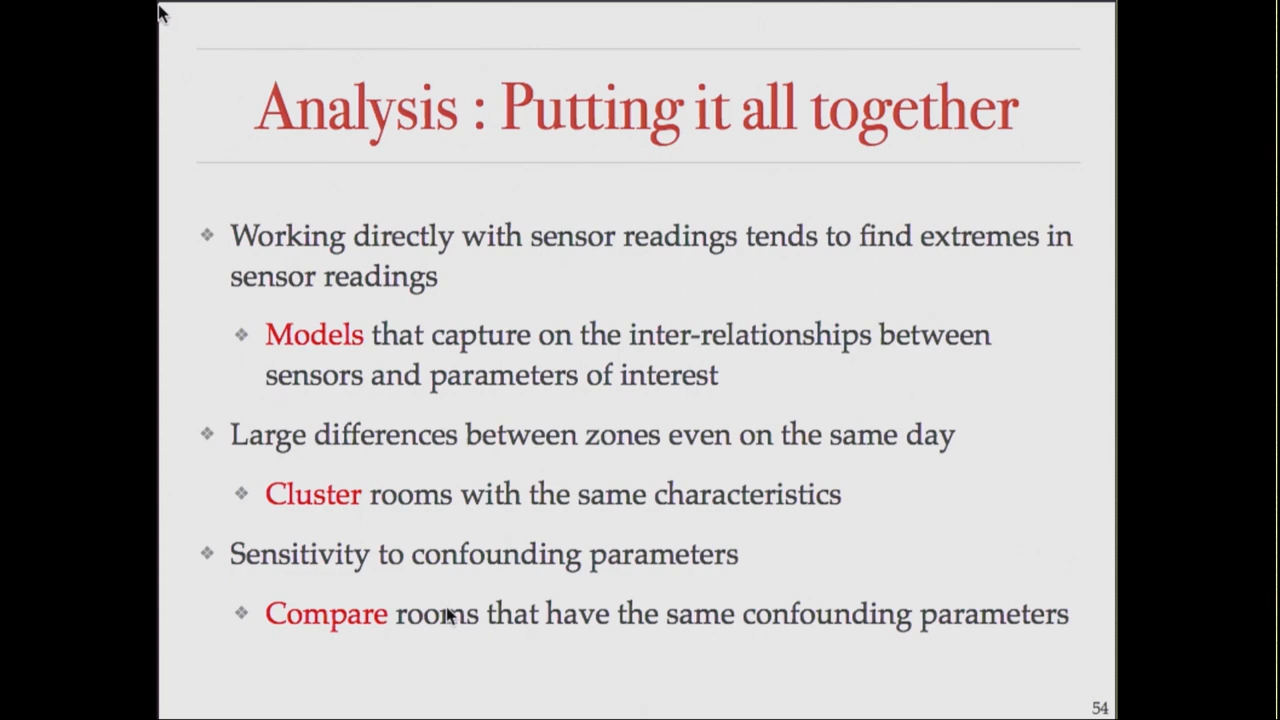 Analysis : Putting it all together
Working directly with sensor readings tends to find extremes in
sensor readings
Models that capture on the inter-relationships between
sensors and parameters of interest
Large differences between zones even on the same day
Cluster rooms with the same characteristics
Sensitivity to confounding parameters
Compare rooms that have the same confounding parameters
54